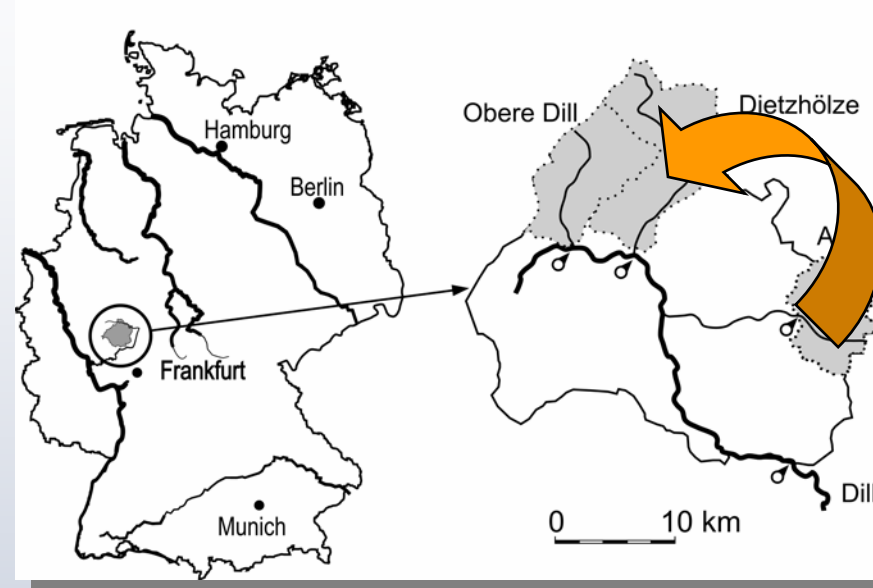 Hamburg
Berlin
Frankfurt
Munich
Obere Dill
Dietzhölze
A
Dill
0 10 km